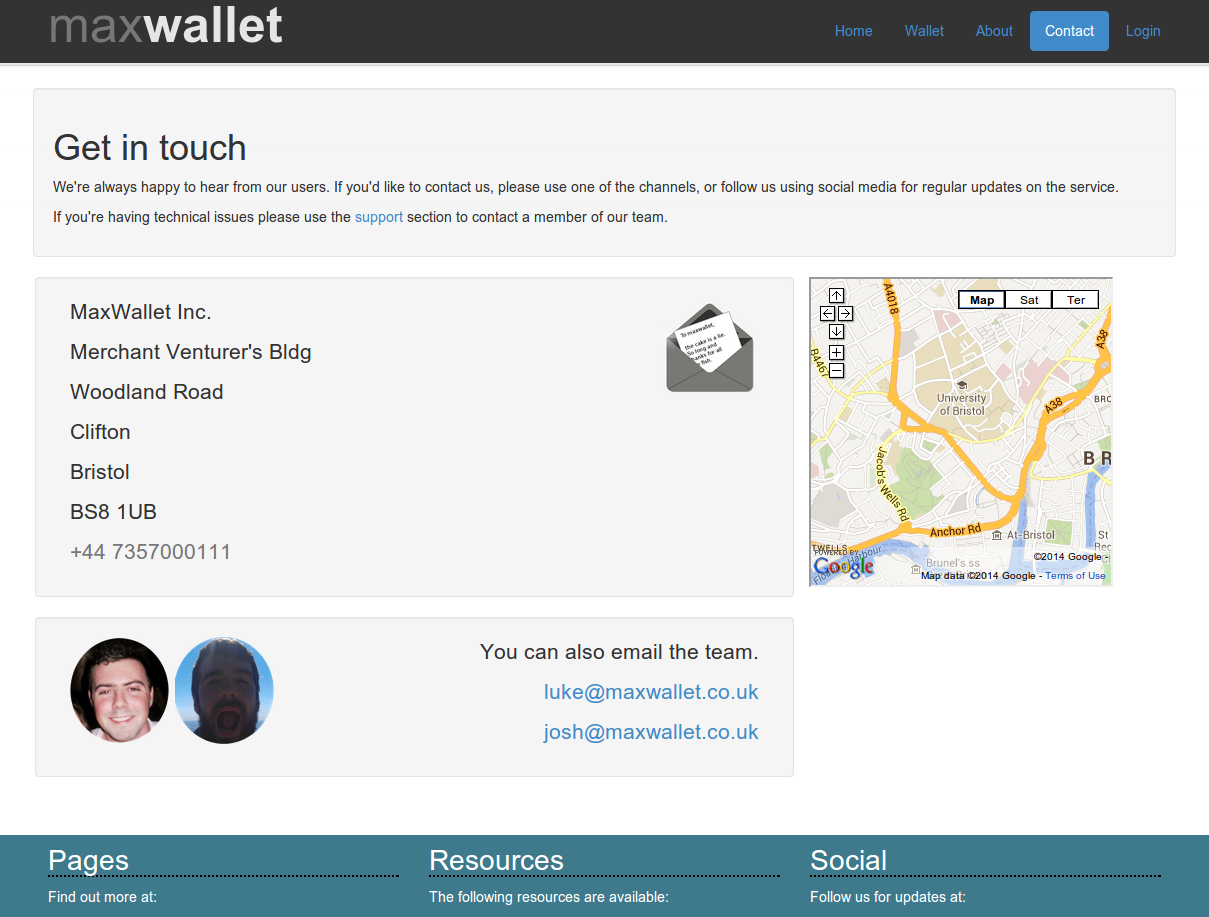 maxwallet
Home Wallet About Contact Login
Get in touch
We're always happy to hear from our users. If you'd like to contact us, please use one of the channels, or follow us using social media for regular updates on the service.
If you're having technical issues please use the support section to contact a member of our team.
MaxWallet Inc.
Merchant Venturer's Bldg
Woodland Road
Clifton
Bristol
BS8 1UB
+44 7357000111
To maxwallet,
the cake is a lie.
So long and
thanks for all
fish.
Map Sat Ter
A4018
B4467
A38
University
of Bristol
A38
BRO
B R
Jacob's Wells Rd
Anchor Rd
At-Bristol
St
Rec
TWELLS
POWERED BY
Google
Floating Harbour
Brunel's ss
©2014 Google -
Map data ©2014 Google - Terms of Use
You can also email the team.
luke@maxwallet.co.uk
josh@maxwallet.co.uk
Pages
Find out more at:
Resources
The following resources are available:
Social
Follow us for updates at: